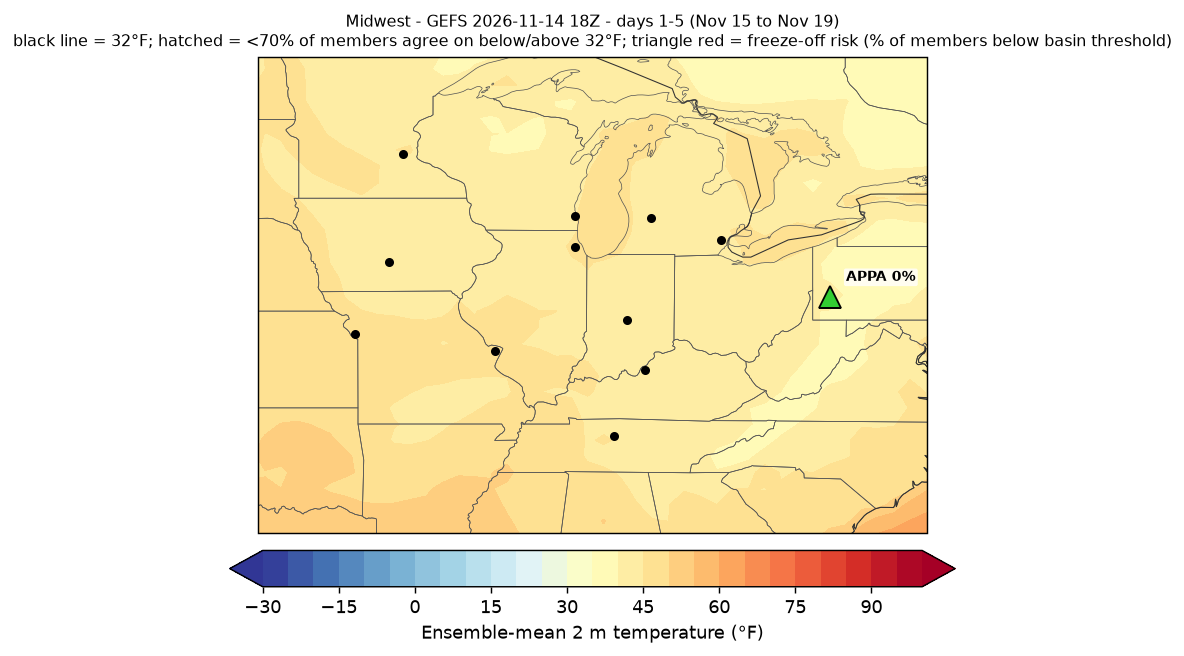 Midwest - GEFS 2026-11-14 18Z - days 1-5 (Nov 15 to Nov 19)
black line = 32°F; hatched = <70% of members agree on below/above 32°F; triangle red = freeze-off risk (% of members below basin threshold)
APPA 0%
−30 −15 0 15 30 45 60 75 90
Ensemble-mean 2 m temperature (°F)